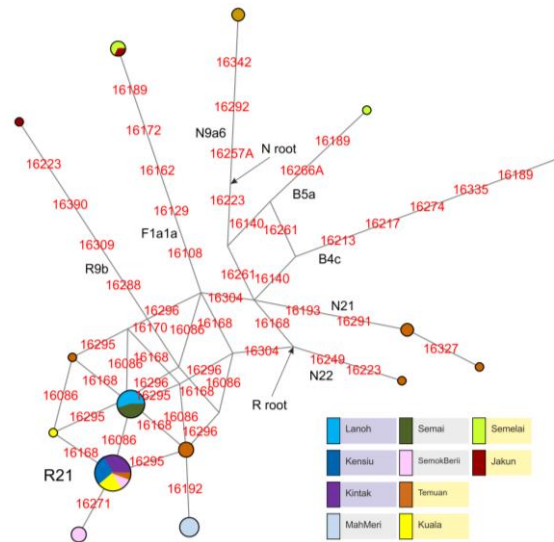 16342
16189
16292
16172
N9a6
16189
16189
16257A
N root
16335
16223
16162
16266A
16274
B5a
16390
16129
16223
16217
16140
16261
F1a1a
16213
16309
16108
B4c
R9b
16261
16140
16288
16296
16304
16193
N21
16170
16086
16168
16168
16291
16295
16327
16086
16168
16296
16304
16249
16168
16296
16168
16086
N22
16223
16086
16295
R root
16295
16168
16086
16296
16086
16168
16295
R21
16192
16271
Lanoh
Semai
Semelai
Kensiu
SemokBerii
Jakun
Kintak
Temuan
MahMeri
Kuala